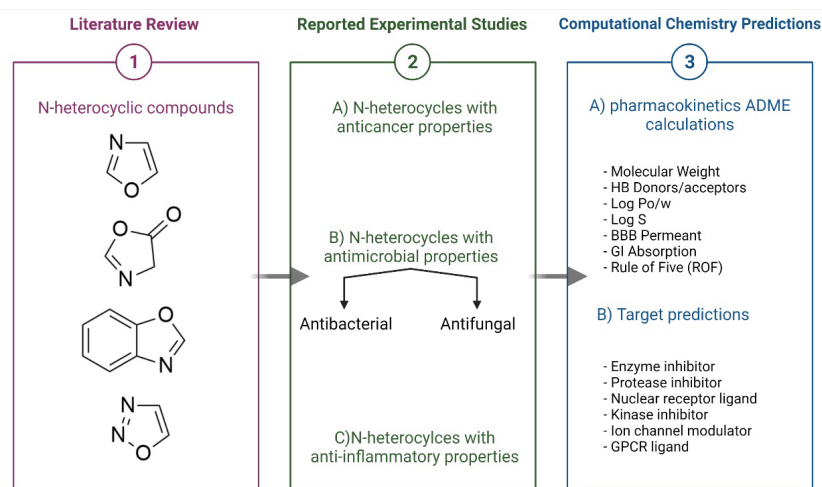 Literature Review
1
N-heterocyclic compounds
N
O
O
O
N
O
N
N
N
O
Reported Experimental Studies
2
A) N-heterocycles with
anticancer properties
B) N-heterocycles with
antimicrobial properties
Antibacterial
Antifungal
C)N-heterocylces with
anti-inflammatory properties
Computational Chemistry Predictions
3
A) pharmacokinetics ADME
calculations
- Molecular Weight
- HB Donors/acceptors
- Log Po/w
- Log S
- BBB Permeant
- GI Absorption
- Rule of Five (ROF)
B) Target predictions
- Enzyme inhibitor
- Protease inhibitor
- Nuclear receptor ligand
- Kinase inhibitor
- Ion channel modulator
- GPCR ligand